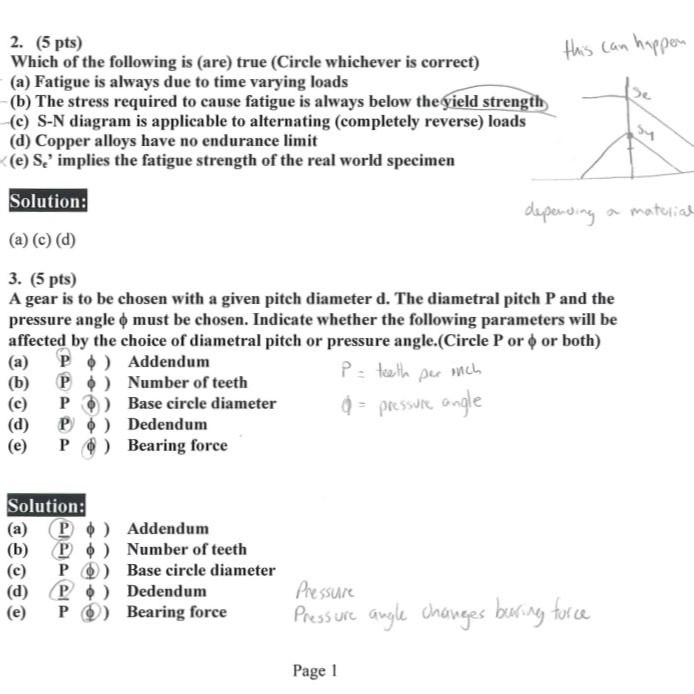 2. (5 pts)
this can happen
Which of the following is (are) true (Circle whichever is correct)
(a) Fatigue is always due to time varying loads
(b) The stress required to cause fatigue is always below the yield strength
Se
(c) S-N diagram is applicable to alternating (completely reverse) loads
Sy
(d) Copper alloys have no endurance limit
(e) Se’ implies the fatigue strength of the real world specimen
Solution:
depending o material
(a) (c) (d)
3. (5 pts)
A gear is to be chosen with a given pitch diameter d. The diametral pitch P and the
pressure angle ϕ must be chosen. Indicate whether the following parameters will be
affected by the choice of diametral pitch or pressure angle.(Circle P or ϕ or both)
(a) P ϕ ) Addendum
P = teeth per inch
(b) P ϕ ) Number of teeth
(c) P ϕ ) Base circle diameter
ϕ = pressure angle
(d) P ϕ ) Dedendum
(e) P ϕ ) Bearing force
Solution:
(a) P ϕ ) Addendum
(b) P ϕ ) Number of teeth
(c) P ϕ ) Base circle diameter
(d) P ϕ ) Dedendum
Pressure
(e) P ϕ ) Bearing force
Pressure angle changes bearing force
Page 1